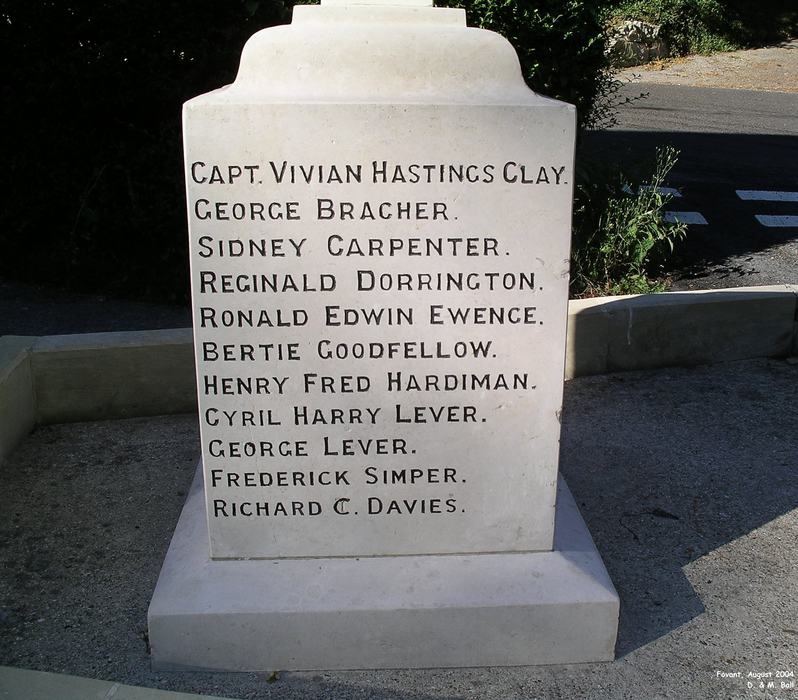 CAPT. VIVIAN HASTINGS CLAY.
GEORGE BRACHER.
SIDNEY CARPENTER.
REGINALD DORRINGTON.
RONALD EDWIN EWENCE.
BERTIE GOODFELLOW.
HENRY FRED HARDIMAN.
CYRIL HARRY LEVER.
GEORGE LEVER.
FREDERICK SIMPER.
RICHARD C. DAVIES.
Fovant, August 2004
D. & M. Ball